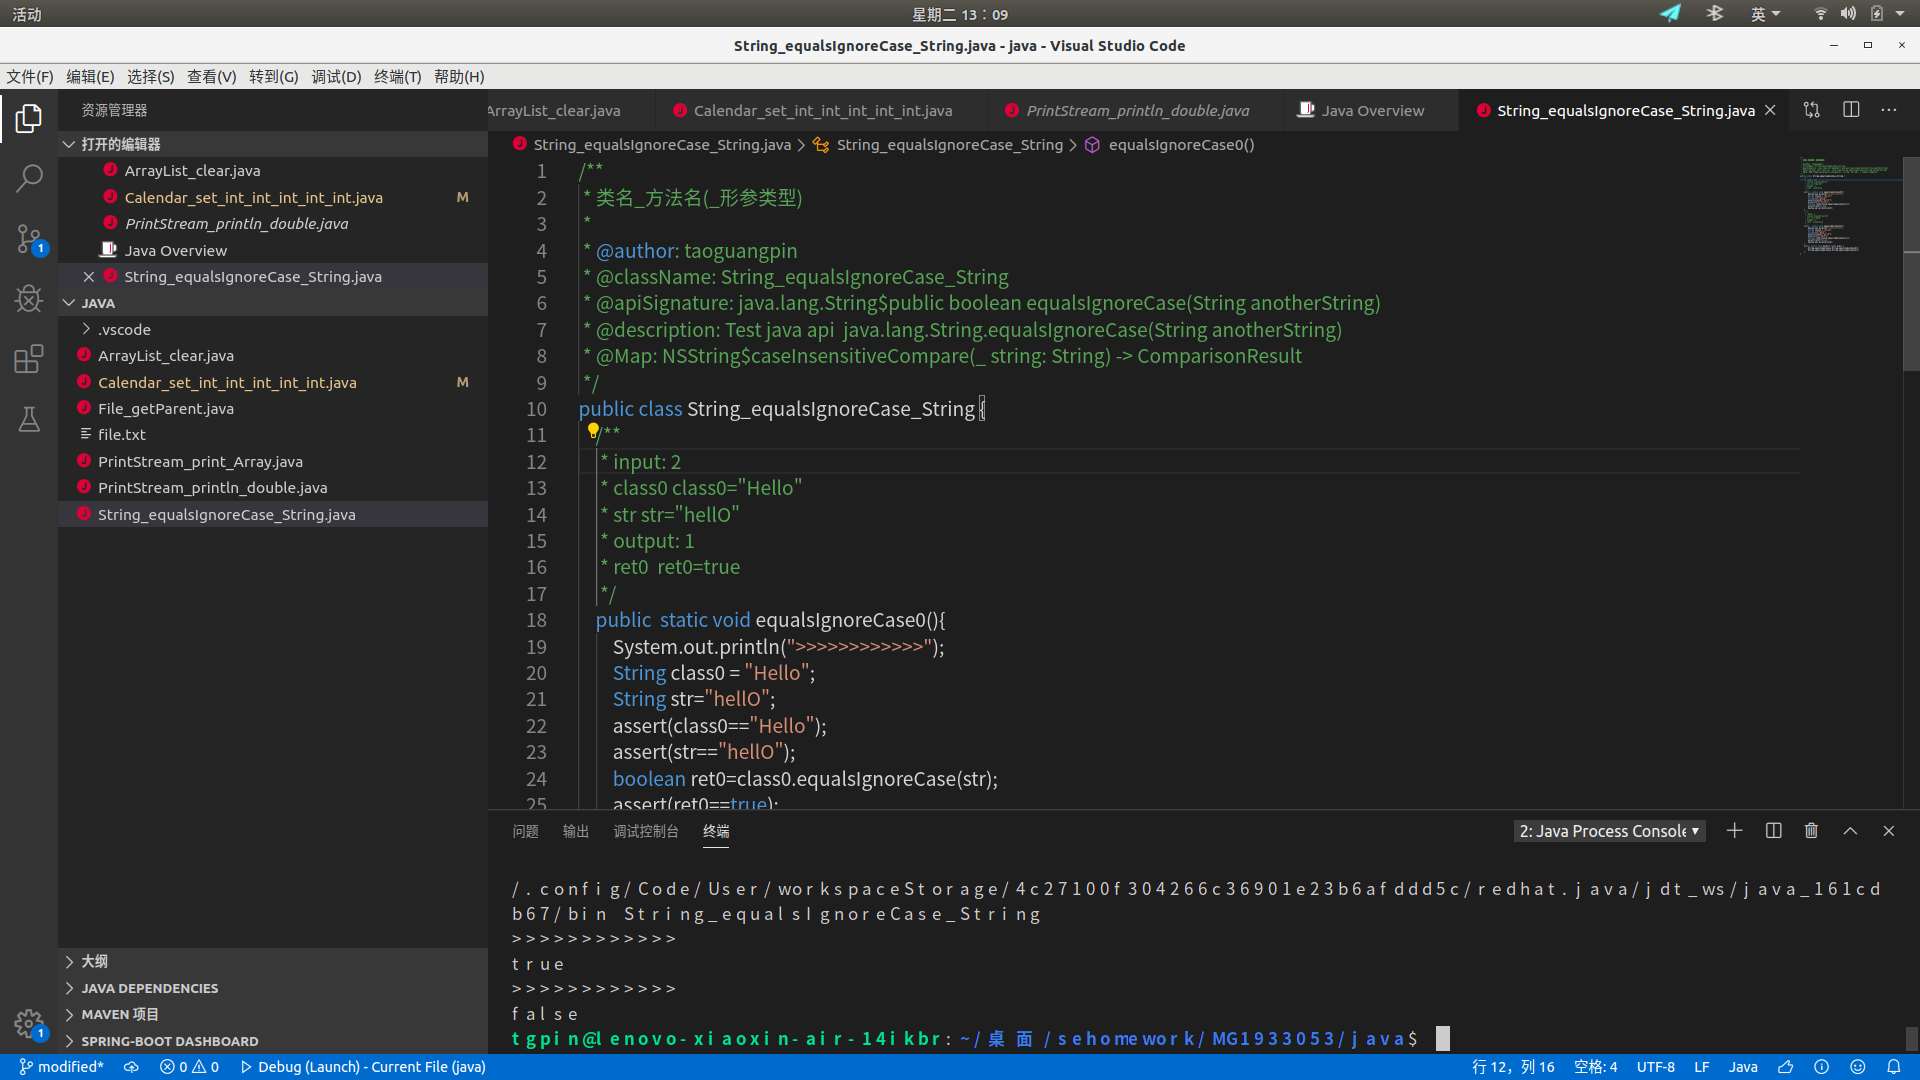 活动
星期二 13：09
英
String_equalsIgnoreCase_String.java - java - Visual Studio Code
文件(F) 编辑(E) 选择(S) 查看(V) 转到(G) 调试(D) 终端(T) 帮助(H)
资源管理器
打开的编辑器
ArrayList_clear.java
Calendar_set_int_int_int_int_int.java M
PrintStream_println_double.java
Java Overview
String_equalsIgnoreCase_String.java
JAVA
.vscode
ArrayList_clear.java
Calendar_set_int_int_int_int_int.java M
File_getParent.java
file.txt
PrintStream_print_Array.java
PrintStream_println_double.java
String_equalsIgnoreCase_String.java
大纲
JAVA DEPENDENCIES
MAVEN 项目
SPRING-BOOT DASHBOARD
1
1
ArrayList_clear.java
Calendar_set_int_int_int_int_int.java
PrintStream_println_double.java
Java Overview
String_equalsIgnoreCase_String.java
String_equalsIgnoreCase_String.java > String_equalsIgnoreCase_String > equalsIgnoreCase0()
1 /**
2 * 类名_方法名(_形参类型)
3 *
4 * @author: taoguangpin
5 * @className: String_equalsIgnoreCase_String
6 * @apiSignature: java.lang.String$public boolean equalsIgnoreCase(String anotherString)
7 * @description: Test java api  java.lang.String.equalsIgnoreCase(String anotherString)
8 * @Map: NSString$caseInsensitiveCompare(_ string: String) -> ComparisonResult
9 */
10 public class String_equalsIgnoreCase_String {
11 /**
12 * input: 2
13 * class0 class0="Hello"
14 * str str="hellO"
15 * output: 1
16 * ret0  ret0=true
17 */
18 public  static void equalsIgnoreCase0(){
19 System.out.println(">>>>>>>>>>>>");
20 String class0 = "Hello";
21 String str="hellO";
22 assert(class0=="Hello");
23 assert(str=="hellO");
24 boolean ret0=class0.equalsIgnoreCase(str);
25 assert(ret0==true);
问题 输出 调试控制台 终端
2: Java Process Console
/.config/Code/User/workspaceStorage/4c27100f304266c36901e23b6afddd5c/redhat.java/jdt_ws/java_161cd
b67/bin String_equalsIgnoreCase_String
>>>>>>>>>>>>
true
>>>>>>>>>>>>
false
tgpin@lenovo-xiaoxin-air-14ikbr:~/桌面/sehomework/MG1933053/java$
modified* 0 0 Debug (Launch) - Current File (java)
行 12，列 16 空格: 4 UTF-8 LF Java